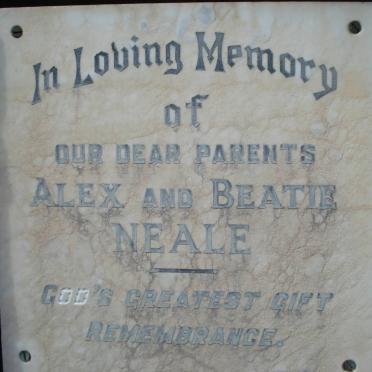 In Loving Memory
of
OUR DEAR PARENTS
ALEX AND BEATIE
NEALE
GOD'S GREATEST GIFT
REMEMBRANCE.